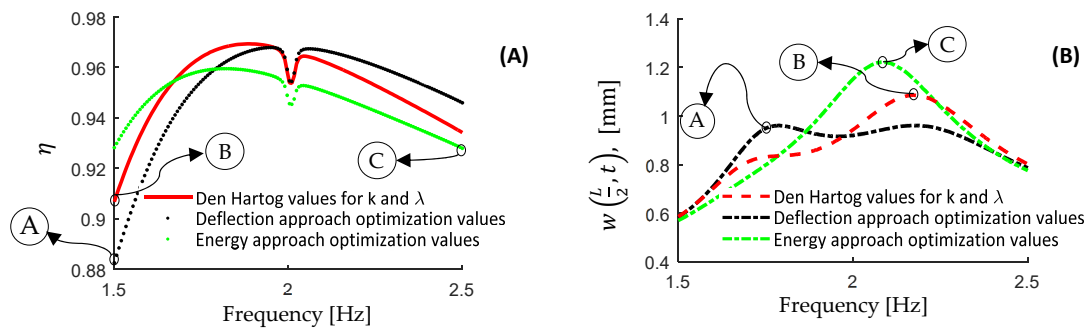 0.98
0.96
0.94
0.92
0.9
0.88
η
(A)
B
C
A
Den Hartog values for k and λ
Deflection approach optimization values
Energy approach optimization values
1.5
2
2.5
Frequency [Hz]
1.4
1.2
1
0.8
0.6
0.4
w(L/2, t), [mm]
(B)
C
B
A
Den Hartog values for k and λ
Deflection approach optimization values
Energy approach optimization values
1.5
2
2.5
Frequency [Hz]